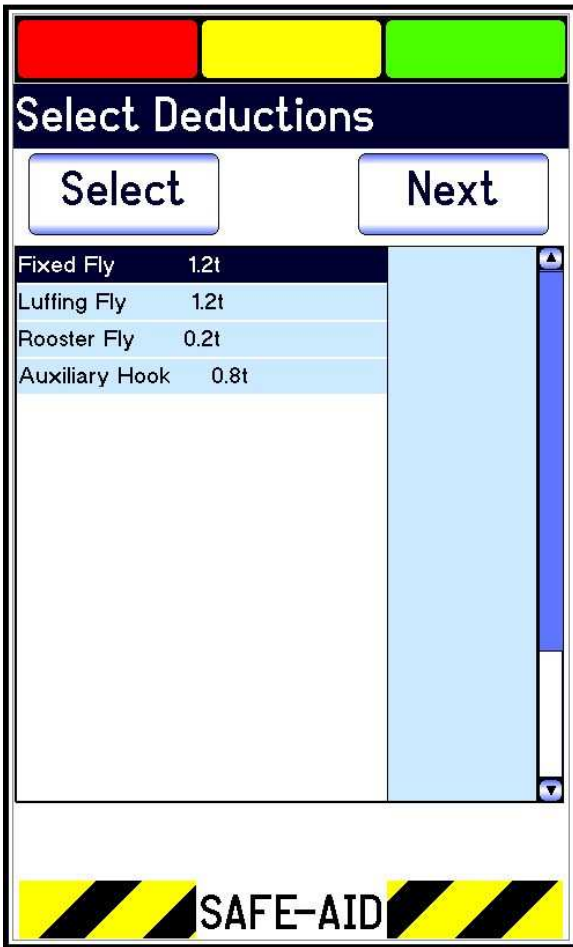 Select Deductions
Select Next
Fixed Fly 1.2t
Luffing Fly 1.2t
Rooster Fly 0.2t
Auxiliary Hook 0.8t
SAFE-AID